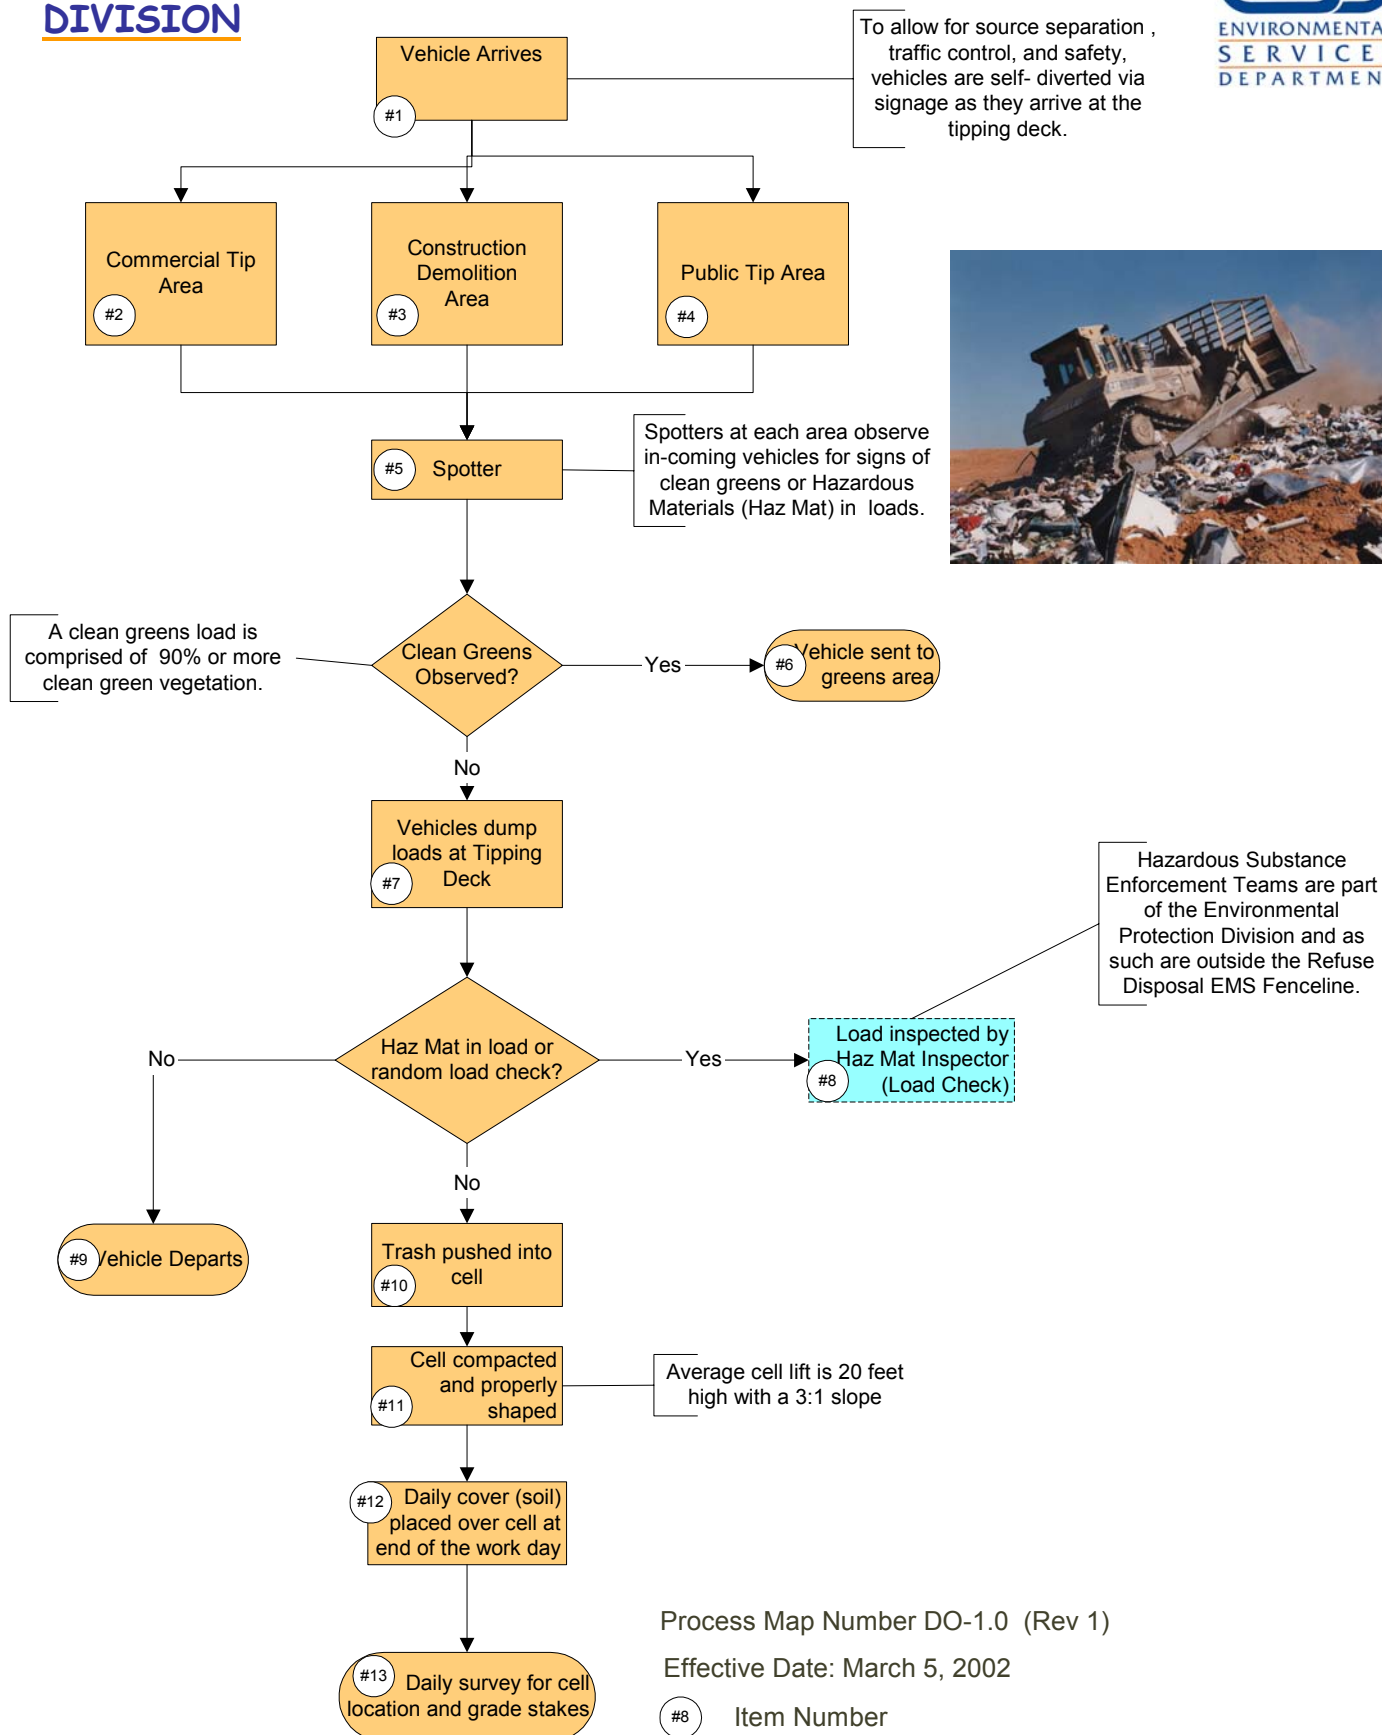 DIVISION
ENVIRONMENTA
SERVICE
DEPARTMEN
Vehicle Arrives
#1
To allow for source separation ,
traffic control, and safety,
vehicles are self- diverted via
signage as they arrive at the
tipping deck.
Commercial Tip
Area
#2
Construction
Demolition
Area
#3
Public Tip Area
#4
#5
Spotter
Spotters at each area observe
in-coming vehicles for signs of
clean greens or Hazardous
Materials (Haz Mat) in loads.
A clean greens load is
comprised of 90% or more
clean green vegetation.
Clean Greens
Observed?
Yes
#6
Vehicle sent to
greens area
No
Vehicles dump
loads at Tipping
Deck
#7
Hazardous Substance
Enforcement Teams are part
of the Environmental
Protection Division and as
such are outside the Refuse
Disposal EMS Fenceline.
No
Haz Mat in load or
random load check?
Yes
Load inspected by
Haz Mat Inspector
(Load Check)
#8
No
#9
Vehicle Departs
Trash pushed into
cell
#10
Cell compacted
and properly
shaped
#11
Average cell lift is 20 feet
high with a 3:1 slope
#12
Daily cover (soil)
placed over cell at
end of the work day
#13
Daily survey for cell
location and grade stakes
Process Map Number DO-1.0 (Rev 1)
Effective Date: March 5, 2002
#8
Item Number